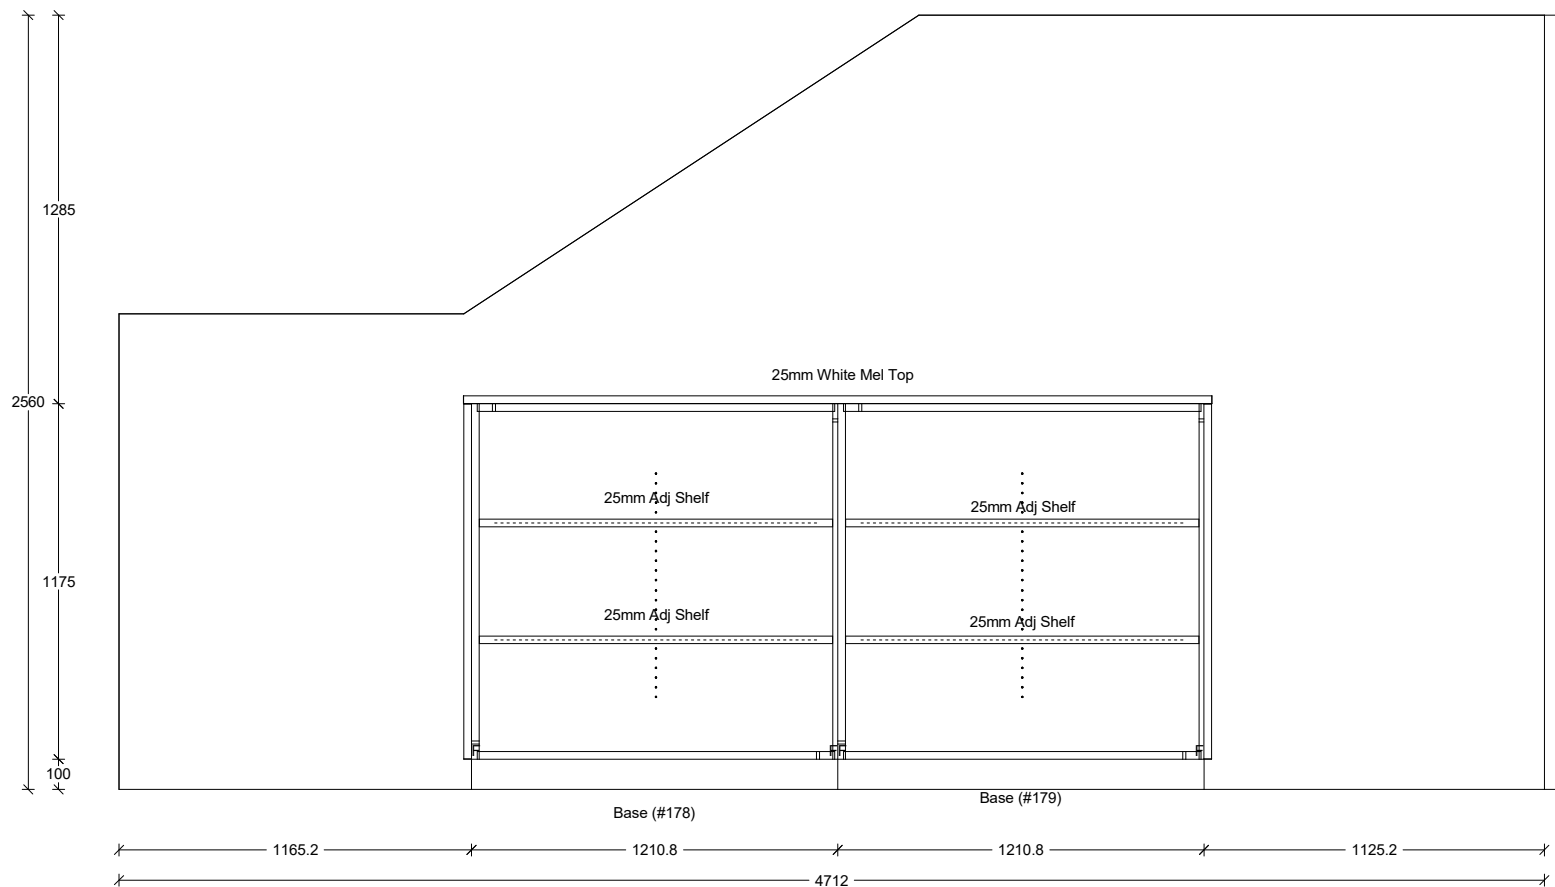 1285
25mm White Mel Top
2560
25mm Adj Shelf
25mm Adj Shelf
1175
25mm Adj Shelf
25mm Adj Shelf
100
Base (#178)
Base (#179)
1165.2
1210.8
1210.8
1125.2
4712